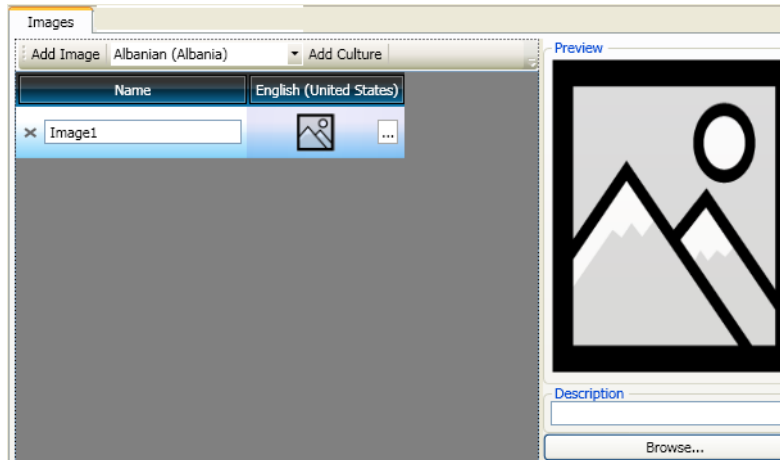 Images
Add Image Albanian (Albania) Add Culture
Name English (United States)
Image1 ...
Preview
Description
Browse...